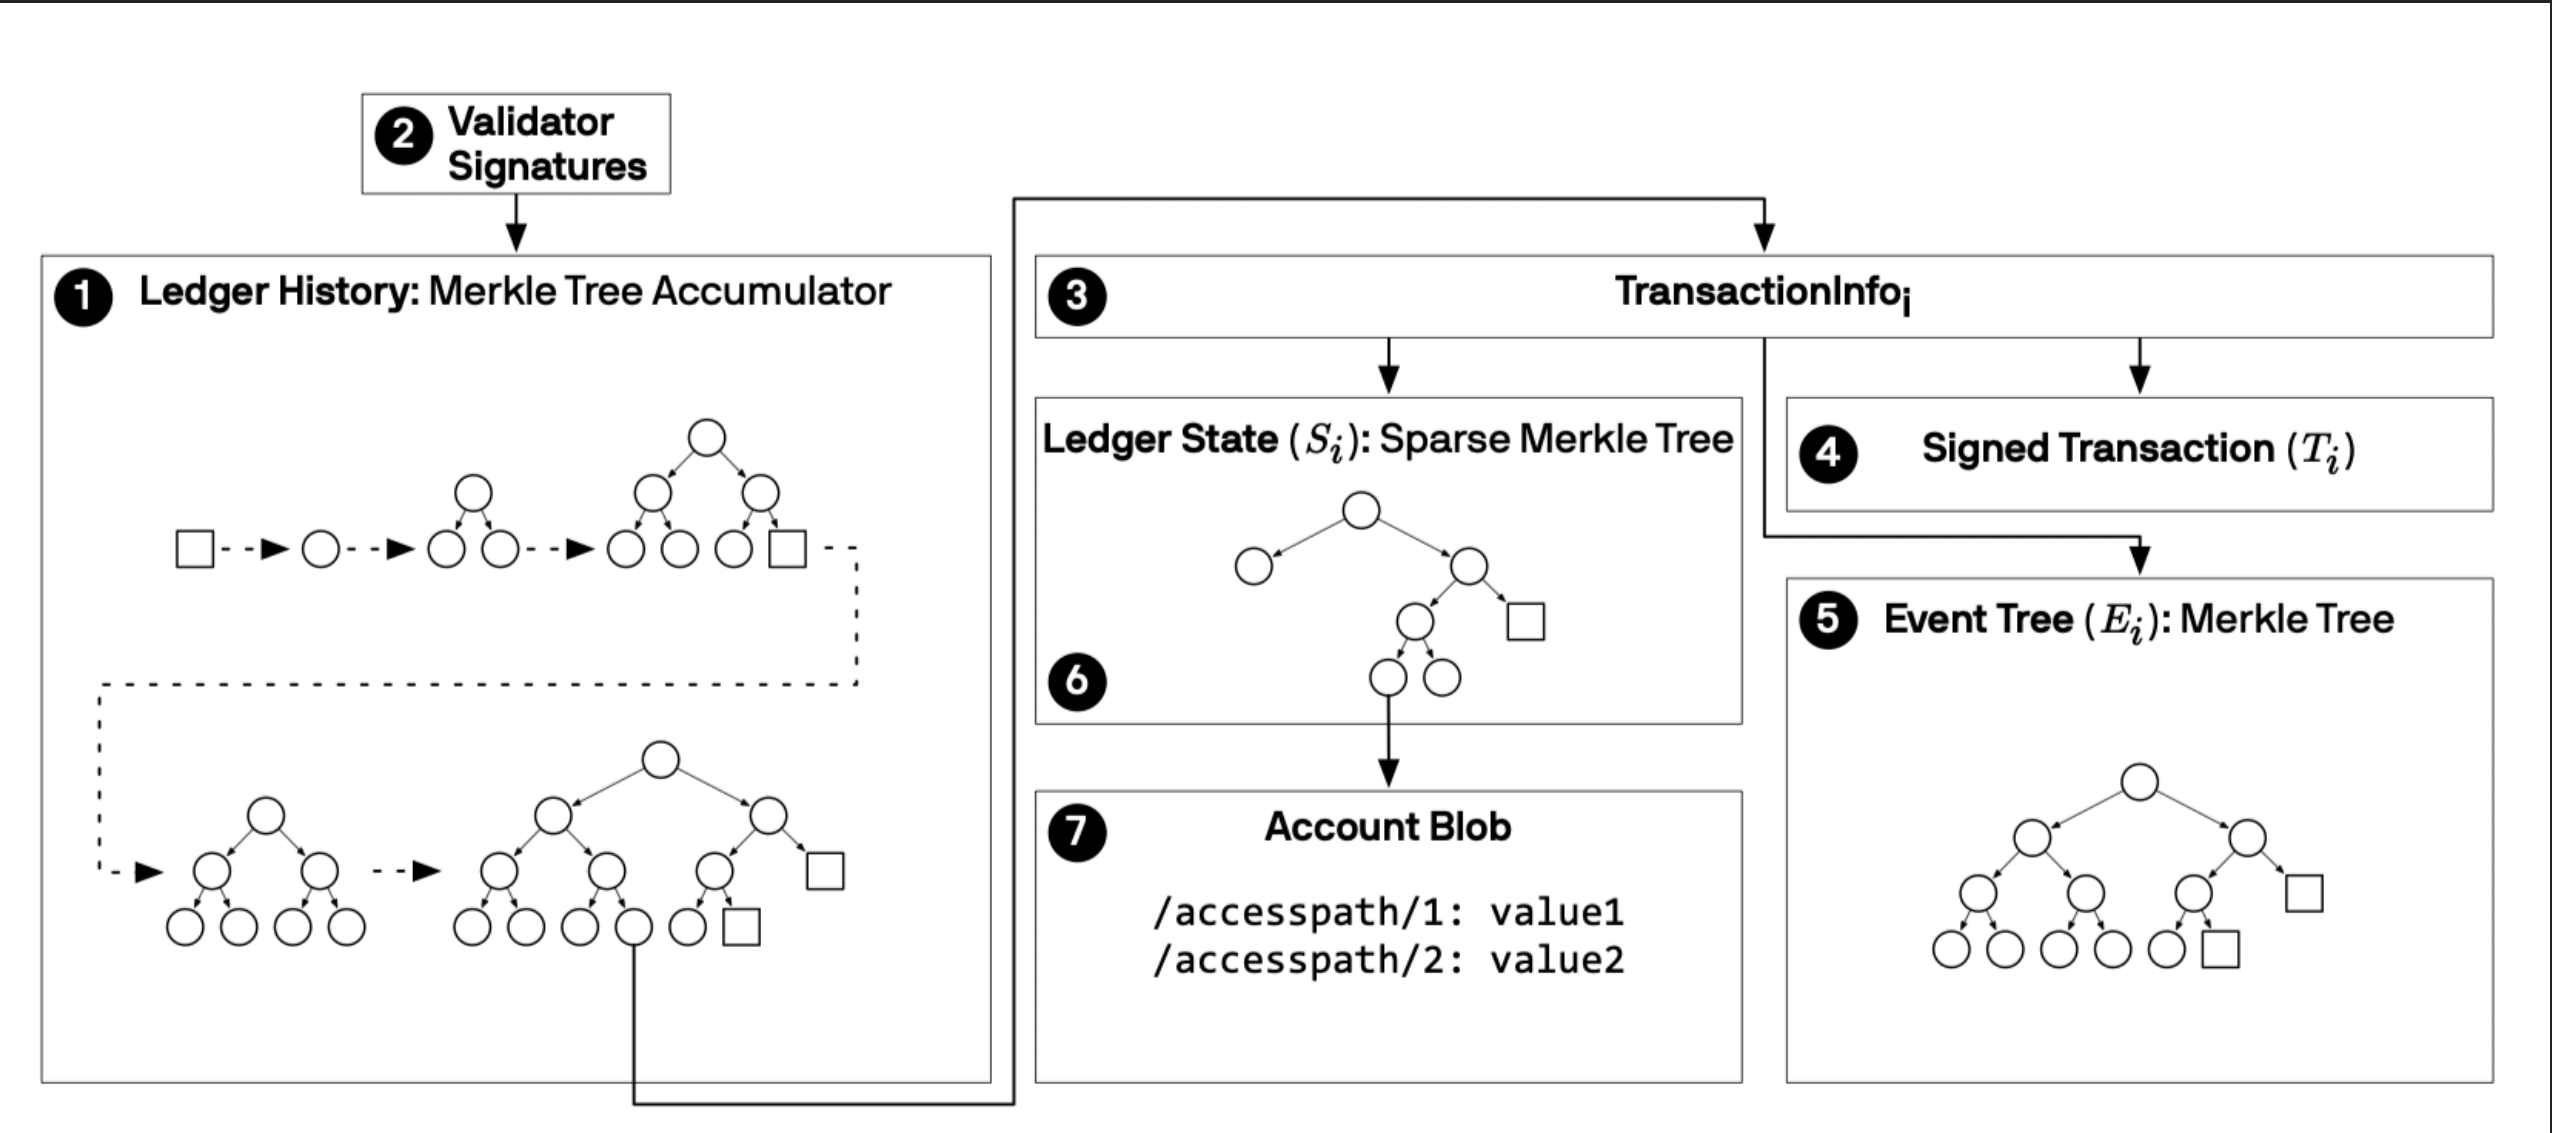 2 Validator
Signatures
1 Ledger History: Merkle Tree Accumulator
3 TransactionInfoᵢ
Ledger State (Sᵢ): Sparse Merkle Tree
6
4 Signed Transaction (Tᵢ)
5 Event Tree (Eᵢ): Merkle Tree
7 Account Blob
/accesspath/1: value1
/accesspath/2: value2